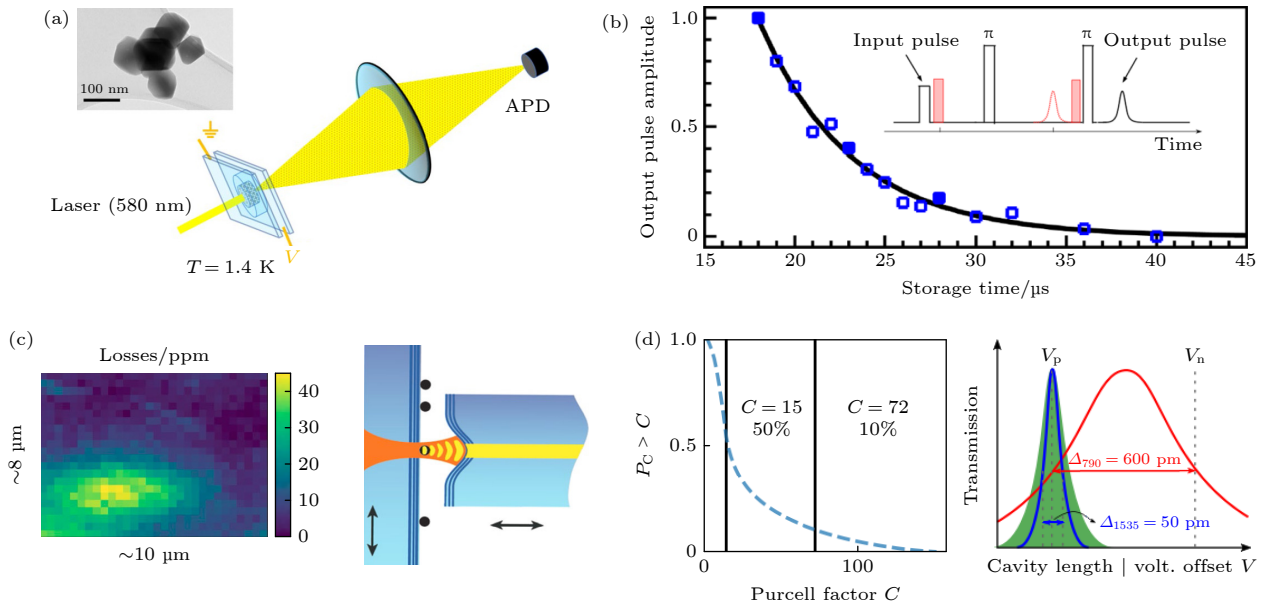 (a)
100 nm
APD
Laser (580 nm)
V
T = 1.4 K
(b)
Output pulse amplitude
1.0
0.5
0
15
20
25
30
35
40
45
Storage time/µs
Input pulse
π
π
Output pulse
Time
(c)
Losses/ppm
~8 µm
~10 µm
40
30
20
10
0
(d)
P_C > C
1.0
0.5
0
0
100
Purcell factor C
C = 15
50%
C = 72
10%
Transmission
V_p
V_n
Δ_790 = 600 pm
Δ_1535 = 50 pm
Cavity length | volt. offset V